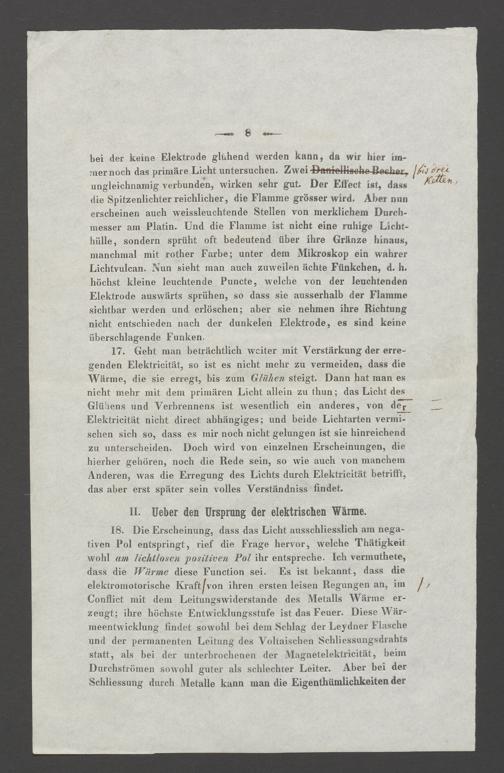 8
bei der keine Elektrode glühend werden kann, da wir hier im-
mer noch das primäre Licht untersuchen. Zwei Daniellische Becher, /bis drei
Ketten,
ungleichnamig verbunden, wirken sehr gut. Der Effect ist, dass
die Spitzenlichter reichlicher, die Flamme grösser wird. Aber nun
erscheinen auch weissleuchtende Stellen von merklichem Durch-
messer am Platin. Und die Flamme ist nicht eine ruhige Licht-
hülle, sondern sprüht oft bedeutend über ihre Gränze hinaus,
manchmal mit rother Farbe; unter dem Mikroskop ein wahrer
Lichtvulcan. Nun sieht man auch zuweilen ächte Fünkchen, d. h.
höchst kleine leuchtende Puncte, welche von der leuchtenden
Elektrode auswärts sprühen, so dass sie ausserhalb der Flamme
sichtbar werden und erlöschen; aber sie nehmen ihre Richtung
nicht entschieden nach der dunkelen Elektrode, es sind keine
überschlagende Funken.
17. Geht man beträchtlich weiter mit Verstärkung der erre-
genden Elektricität, so ist es nicht mehr zu vermeiden, dass die
Wärme, die sie erregt, bis zum Glühen steigt. Dann hat man es
nicht mehr mit dem primären Licht allein zu thun; das Licht des
Glühens und Verbrennens ist wesentlich ein anderes, von der
Elektricität nicht direct abhängiges; und beide Lichtarten vermi-
schen sich so, dass es mir noch nicht gelungen ist sie hinreichend
zu unterscheiden. Doch wird von einzelnen Erscheinungen, die
hierher gehören, noch die Rede sein, so wie auch von manchem
Anderen, was die Erregung des Lichts durch Elektricität betrifft,
das aber erst später sein volles Verständniss findet.
II. Ueber den Ursprung der elektrischen Wärme.
18. Die Erscheinung, dass das Licht ausschliesslich am nega-
tiven Pol entspringt, rief die Frage hervor, welche Thätigkeit
wohl am lichtlosen positiven Pol ihr entspreche. Ich vermuthete,
dass die Wärme diese Function sei. Es ist bekannt, dass die
elektromotorische Kraft/von ihren ersten leisen Regungen an, im /,
Conflict mit dem Leitungswiderstande des Metalls Wärme er-
zeugt; ihre höchste Entwicklungsstufe ist das Feuer. Diese Wär-
meentwicklung findet sowohl bei dem Schlag der Leydner Flasche
und der permanenten Leitung des Voltaischen Schliessungsdrahts
statt, als bei der unterbrochenen der Magnetelektricität, beim
Durchströmen sowohl guter als schlechter Leiter. Aber bei der
Schliessung durch Metalle kann man die Eigenthümlichkeiten der